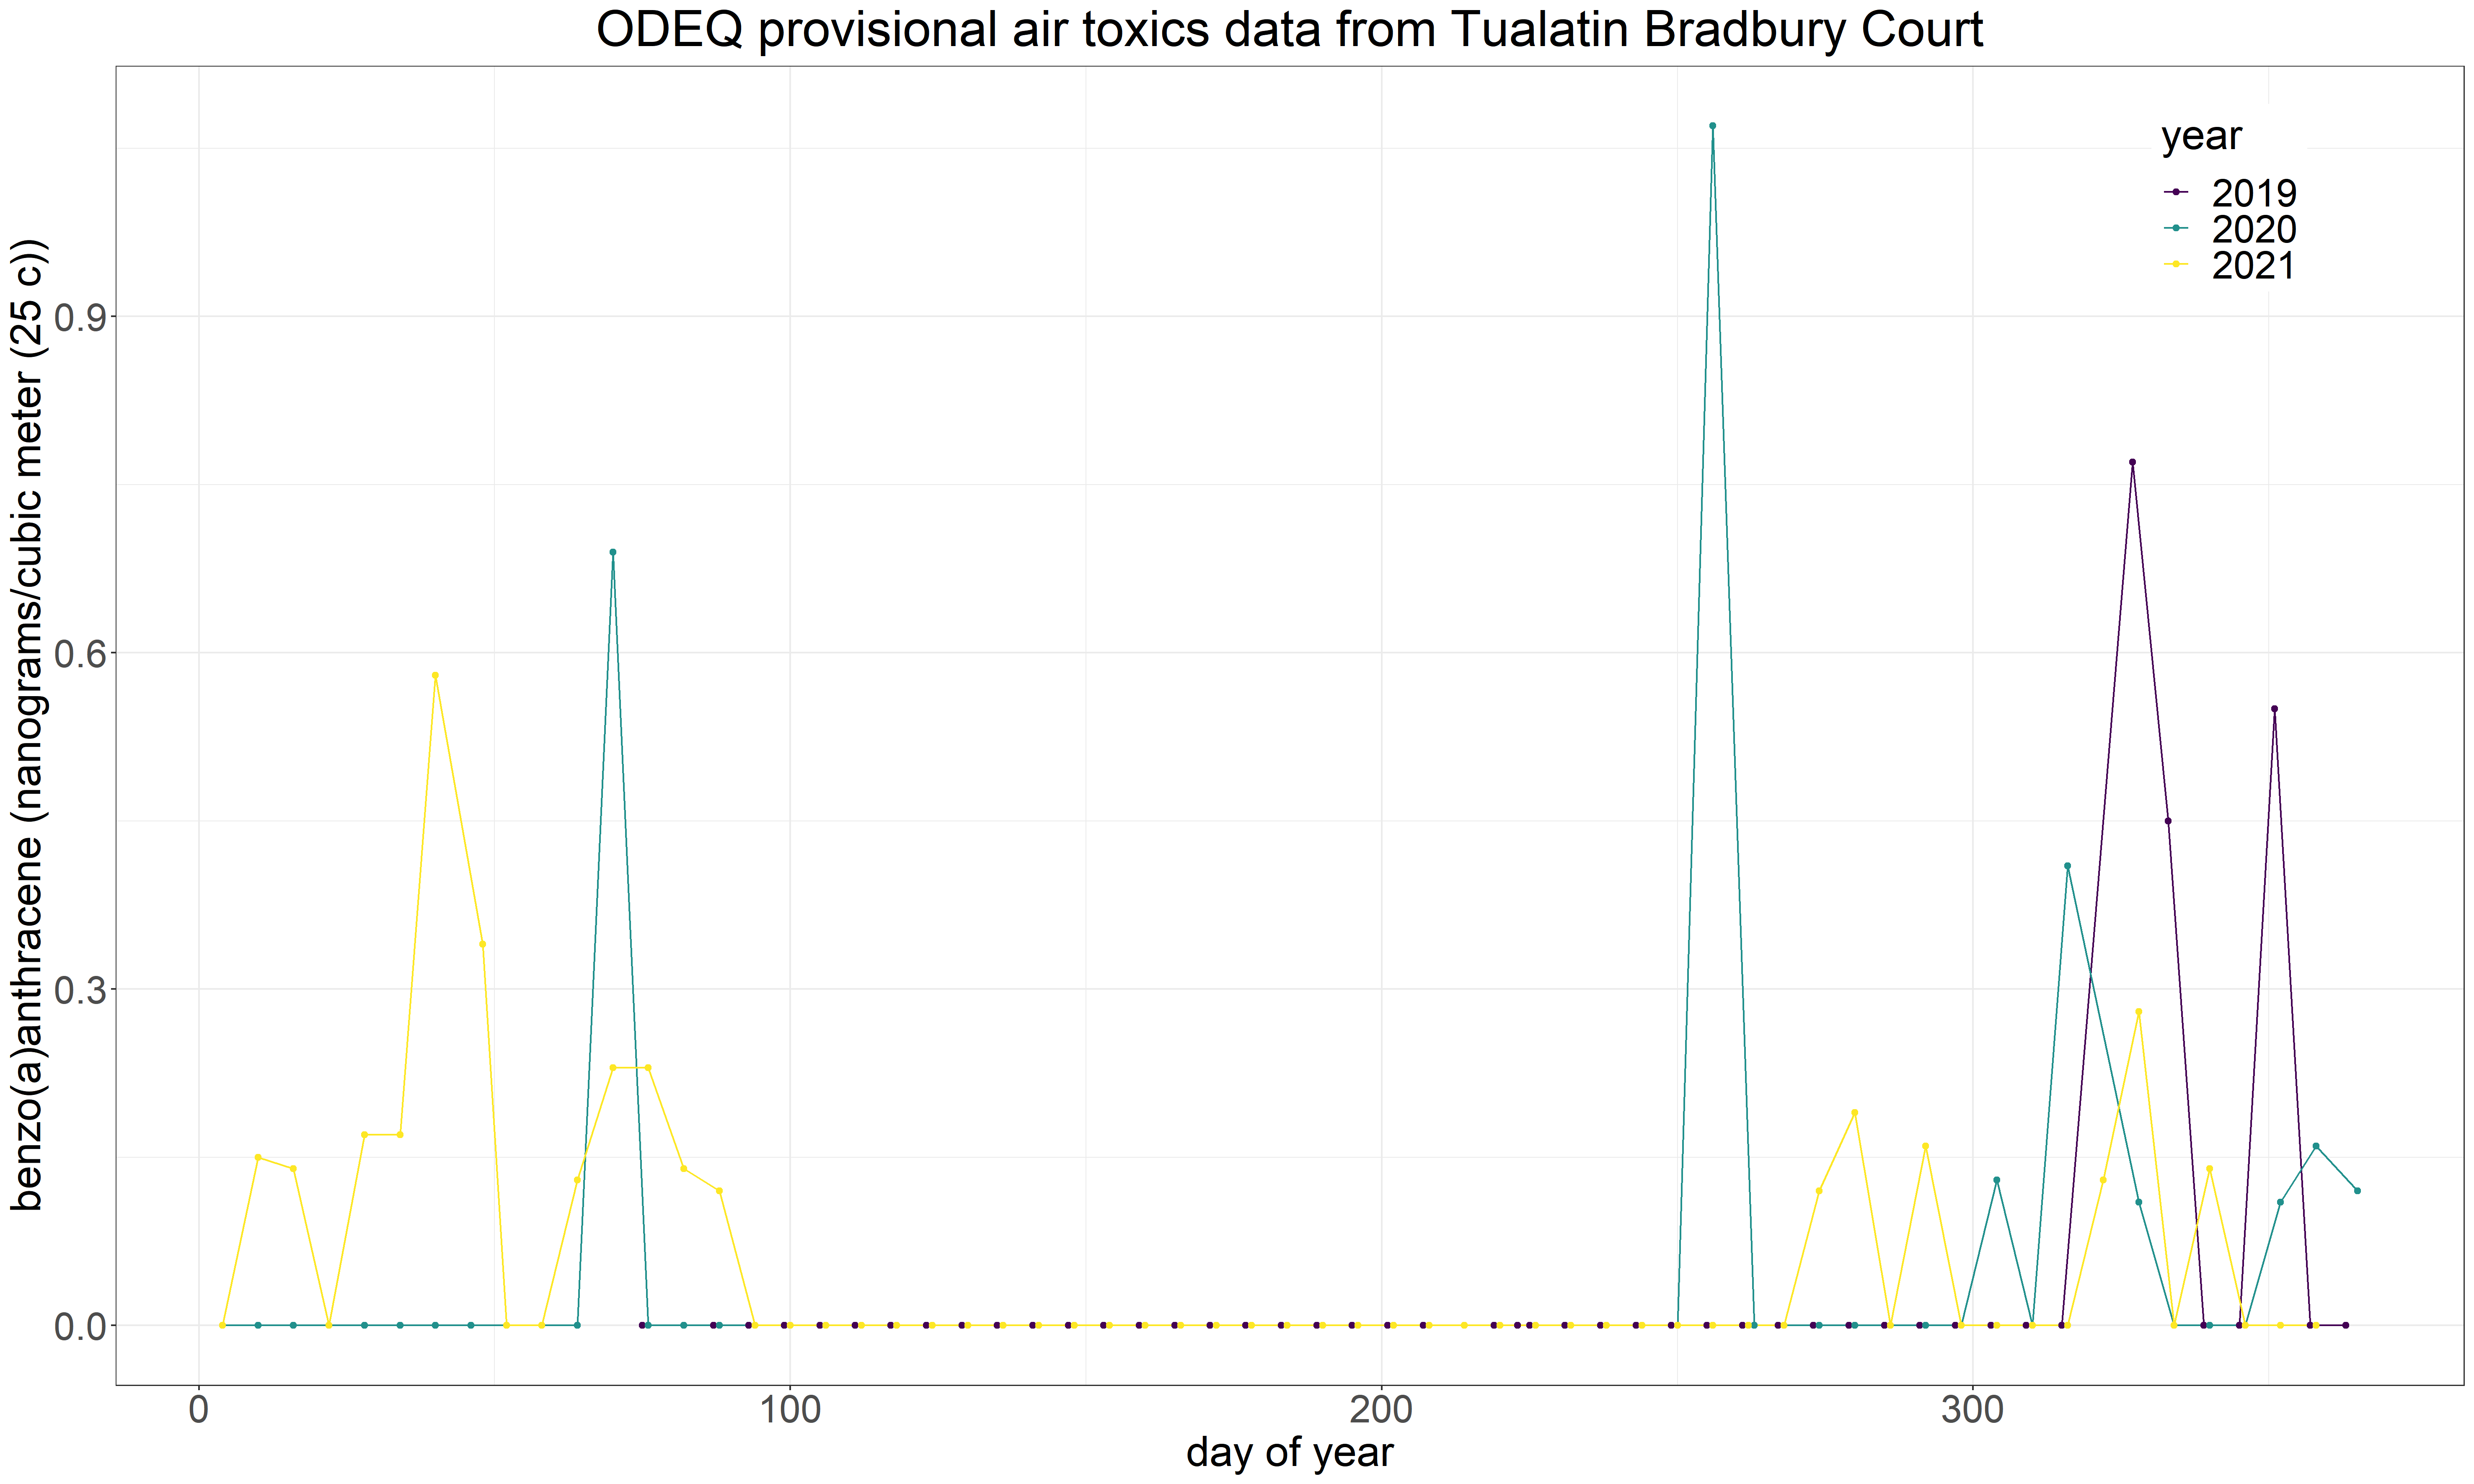 ODEQ provisional air toxics data from Tualatin Bradbury Court
benzo(a)anthracene (nanograms/cubic meter (25 c))
0.9
0.6
0.3
0.0
year
2019
2020
2021
0 100 200 300
day of year